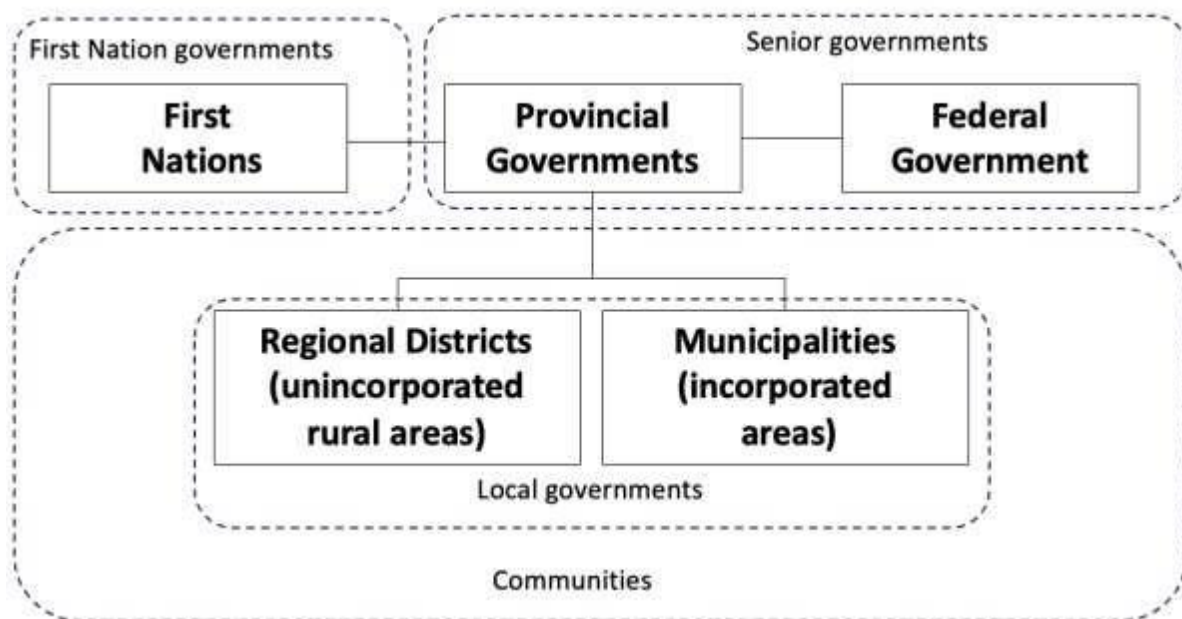 First Nation governments
Senior governments
First
Nations
Provincial
Governments
Federal
Government
Regional Districts
(unincorporated
rural areas)
Municipalities
(incorporated
areas)
Local governments
Communities